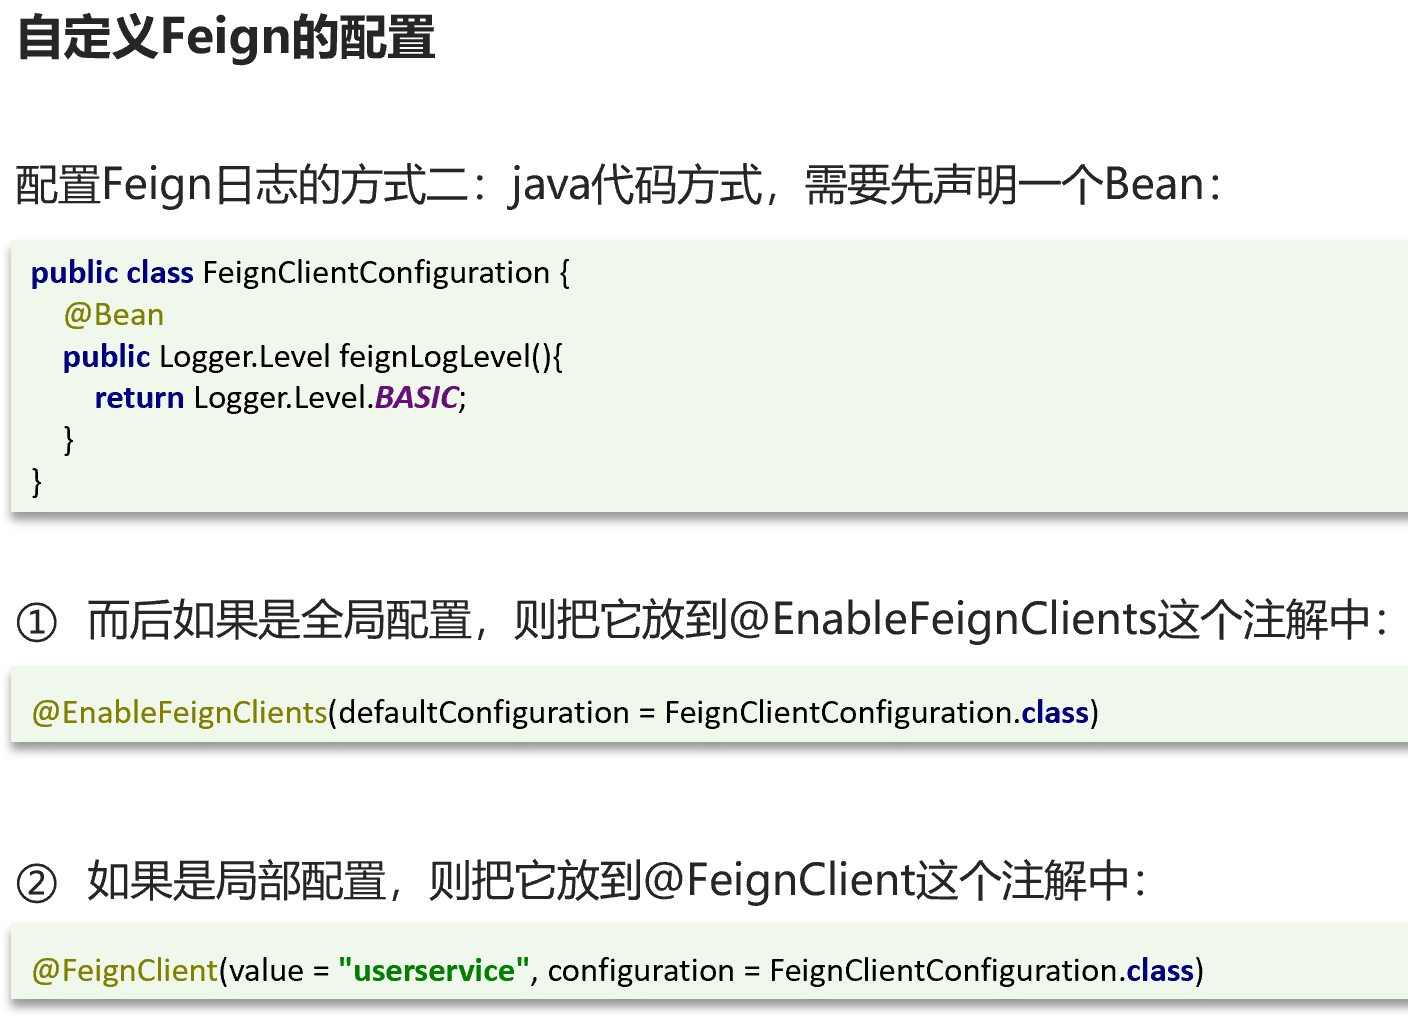 自定义Feign的配置
配置Feign日志的方式二：java代码方式，需要先声明一个Bean：
public class FeignClientConfiguration {
    @Bean
    public Logger.Level feignLogLevel(){
        return Logger.Level.BASIC;
    }
}
① 而后如果是全局配置，则把它放到@EnableFeignClients这个注解中：
@EnableFeignClients(defaultConfiguration = FeignClientConfiguration.class)
② 如果是局部配置，则把它放到@FeignClient这个注解中：
@FeignClient(value = "userservice", configuration = FeignClientConfiguration.class)